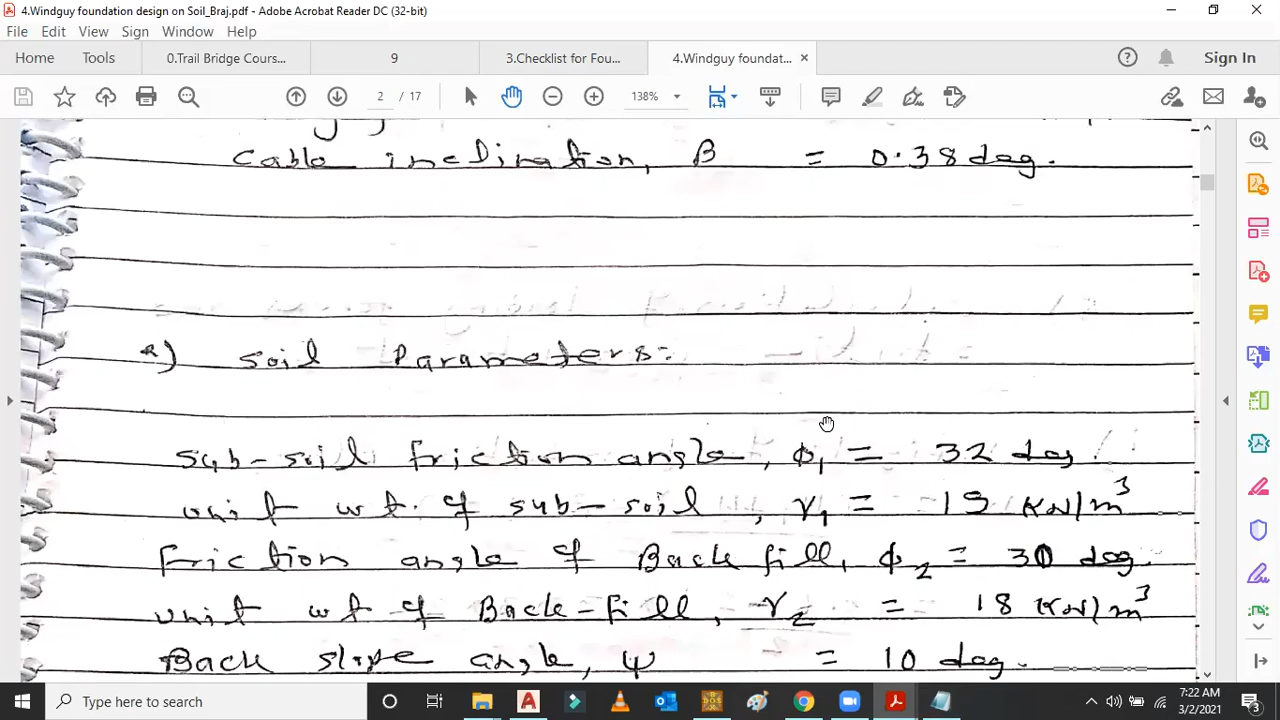 4.Windguy foundation design on Soil_Braj.pdf - Adobe Acrobat Reader DC (32-bit)
File Edit View Sign Window Help
Home Tools 0.Trail Bridge Cours... 9 3.Checklist for Fou... 4.Windguy foundat... × Sign In
2 / 17 138%
Cable inclination, β = 0.38 deg.
a) Soil Parameters:
Sub-soil friction angle, φ1 = 32 deg.
Unit wt. of sub-soil, γ1 = 19 KN/m³
Friction angle of Back fill, φ2 = 30 deg.
Unit wt of Back-fill, γ2 = 18 KN/m³
Back slope angle, ψ = 10 deg.
Type here to search
7:22 AM
3/2/2021
3